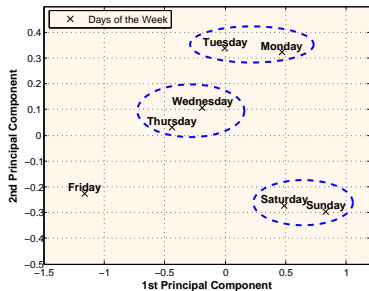 Days of the Week
0.4
0.3
0.2
0.1
0
−0.1
−0.2
−0.3
−0.4
−0.5
2nd Principal Component
Tuesday
Monday
Wednesday
Thursday
Friday
Saturday
Sunday
−1.5
−1
−0.5
0
0.5
1
1st Principal Component